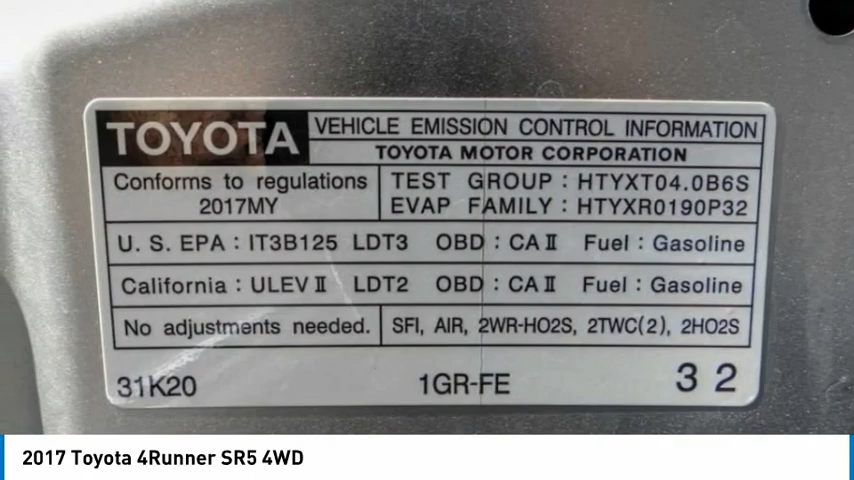 TOYOTA
VEHICLE EMISSION CONTROL INFORMATION
TOYOTA MOTOR CORPORATION
Conforms to regulations
2017MY
TEST GROUP : HTYXT04.0B6S
EVAP FAMILY : HTYXR0190P32
U. S. EPA : IT3B125 LDT3 OBD : CA II Fuel : Gasoline
California : ULEV II LDT2 OBD : CA II Fuel : Gasoline
No adjustments needed.
SFI, AIR, 2WR-HO2S, 2TWC(2), 2HO2S
31K20 1GR-FE 3 2
2017 Toyota 4Runner SR5 4WD